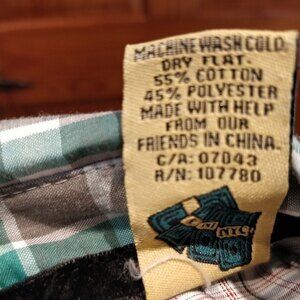 MACHINE WASH COLD.
DRY FLAT.
55% COTTON
45% POLYESTER
MADE WITH HELP
FROM OUR
FRIENDS IN CHINA.
C/A: 07043
R/N: 107780